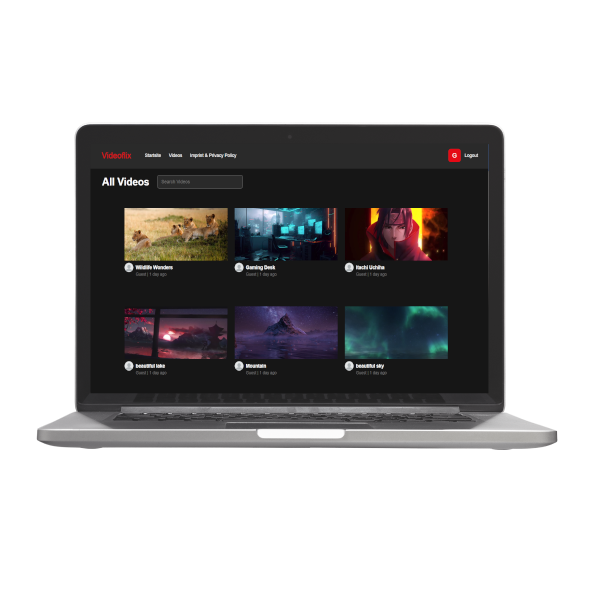 Videoflix Startseite Videos Imprint & Privacy Policy G Logout
All Videos Search Videos
Wildlife Wonders Gaming Desk Itachi Uchiha
Guest | 1 day ago Guest | 1 day ago Guest | 1 day ago
beautiful lake Mountain beautiful sky
Guest | 1 day ago Guest | 1 day ago Guest | 1 day ago